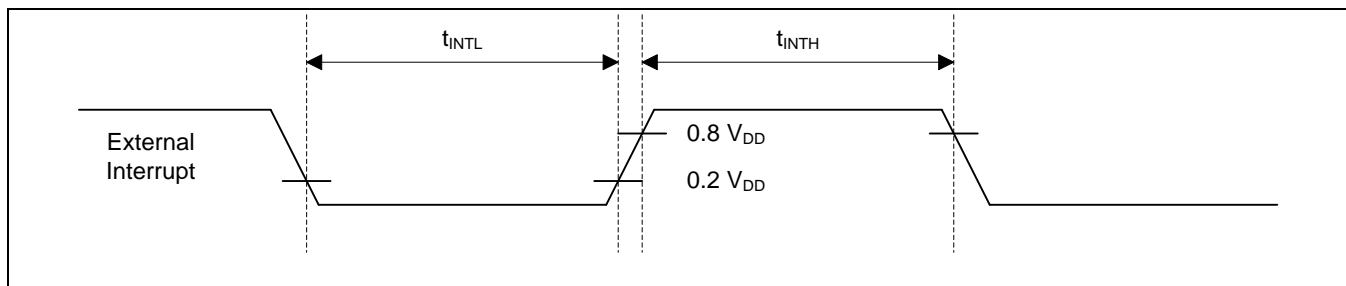 tINTL
tINTH
External
Interrupt
0.8 VDD
0.2 VDD